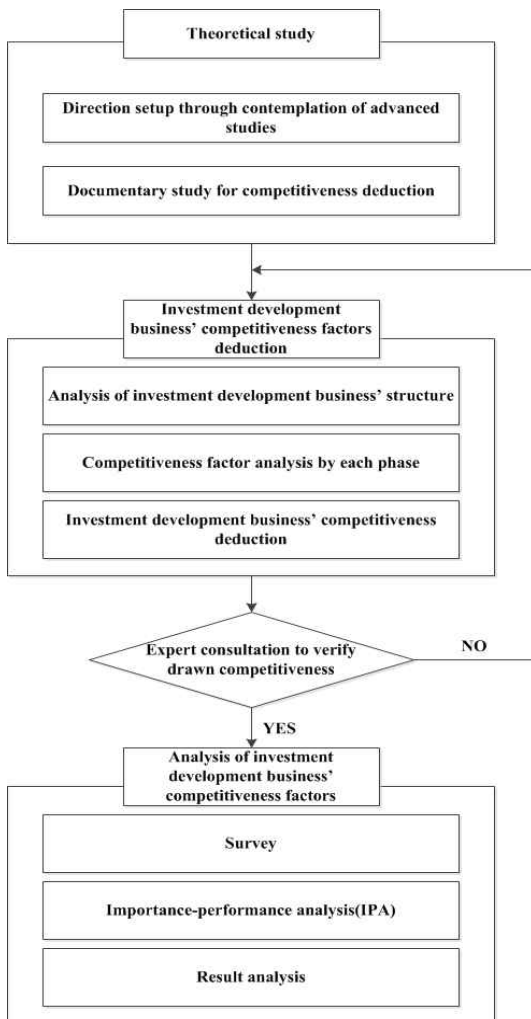 Theoretical study
Direction setup through contemplation of advanced
studies
Documentary study for competitiveness deduction
Investment development
business’ competitiveness factors
deduction
Analysis of investment development business’ structure
Competitiveness factor analysis by each phase
Investment development business’ competitiveness
deduction
Expert consultation to verify
drawn competitiveness
NO
YES
Analysis of investment
development business’
competitiveness factors
Survey
Importance-performance analysis(IPA)
Result analysis